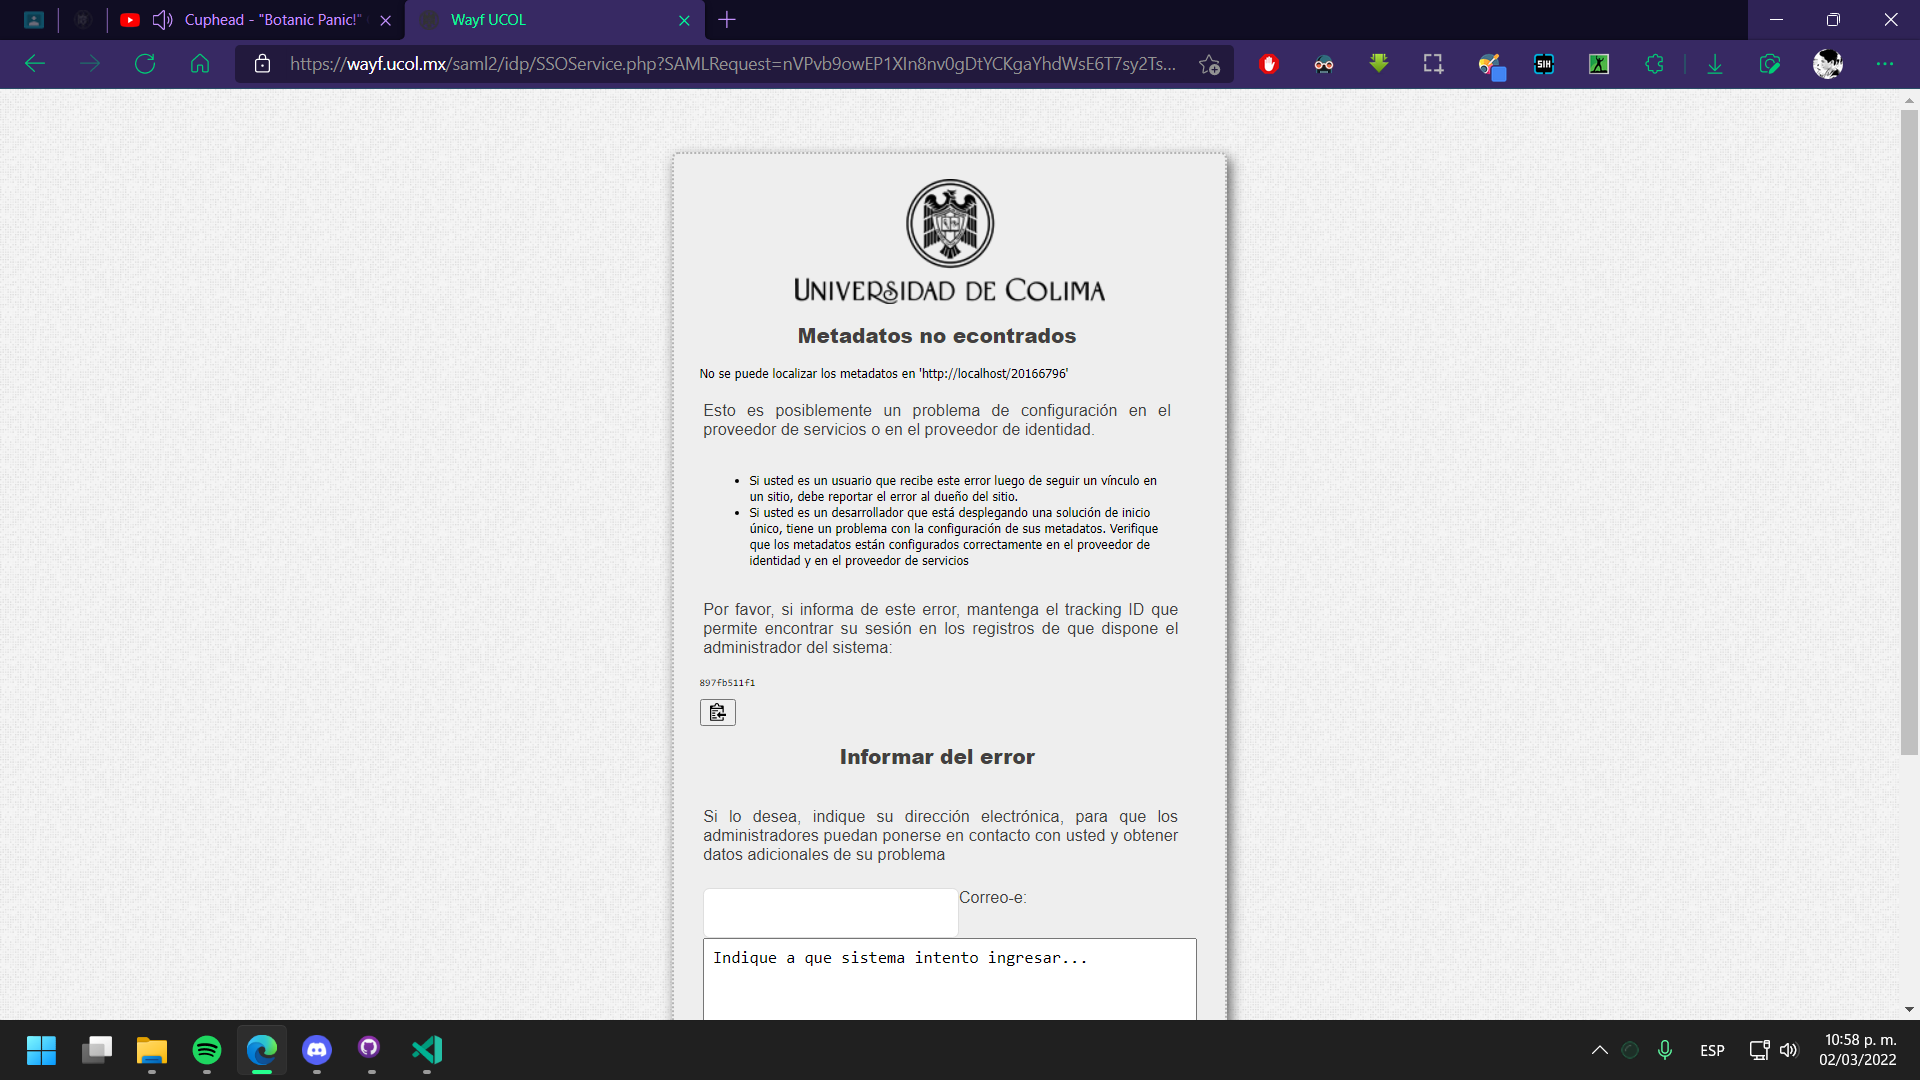 Cuphead - "Botanic Panic!"
Wayf UCOL
https://wayf.ucol.mx/saml2/idp/SSOService.php?SAMLRequest=nVPvb9owEP1XIn8nv0gDtYCKgaYhdWsE6T7sy2Ts...
SIH
UNIVERSIDAD DE COLIMA
Metadatos no econtrados
No se puede localizar los metadatos en 'http://localhost/20166796'
Esto es posiblemente un problema de configuración en el
proveedor de servicios o en el proveedor de identidad.
• Si usted es un usuario que recibe este error luego de seguir un vínculo en
un sitio, debe reportar el error al dueño del sitio.
• Si usted es un desarrollador que está desplegando una solución de inicio
único, tiene un problema con la configuración de sus metadatos. Verifique
que los metadatos están configurados correctamente en el proveedor de
identidad y en el proveedor de servicios
Por favor, si informa de este error, mantenga el tracking ID que
permite encontrar su sesión en los registros de que dispone el
administrador del sistema:
897fb511f1
Informar del error
Si lo desea, indique su dirección electrónica, para que los
administradores puedan ponerse en contacto con usted y obtener
datos adicionales de su problema
Correo-e:
Indique a que sistema intento ingresar...
ESP
10:58 p. m.
02/03/2022